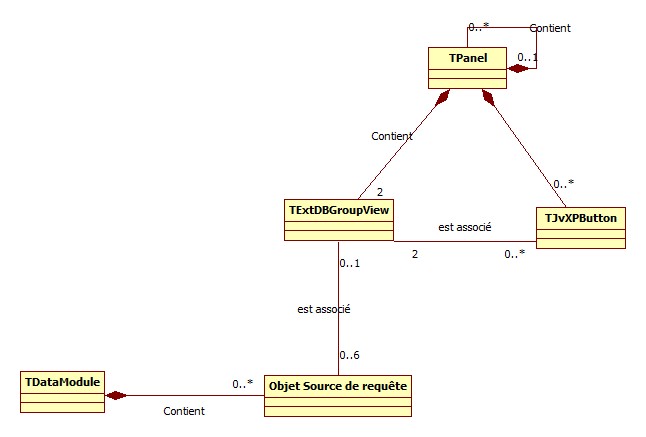 0..*
Contient
TPanel
0..1
Contient
2
0..*
TExtDBGroupView
TJvXPButton
est associé
2
0..*
0..1
est associé
0..6
TDataModule
0..*
Objet Source de requête
Contient